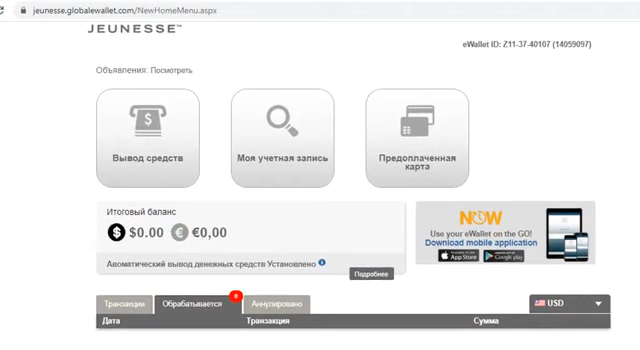 jeunesse.globalewallet.com/NewHomeMenu.aspx
JEUNESSE™
eWallet ID: Z11-37-40107 (14059097)
Объявления: Посмотреть
$
Вывод средств
Моя учетная запись
Предоплаченная
карта
Итоговый баланс
$ $0.00 € €0,00
Авоматический вывод денежных средств Установлено i
Подробнее
NOW
Use your eWallet on the GO!
Download mobile application
App Store Google play
Транзакции Обрабатывается 0 Аннулировано
USD
Дата Транзакция Сумма